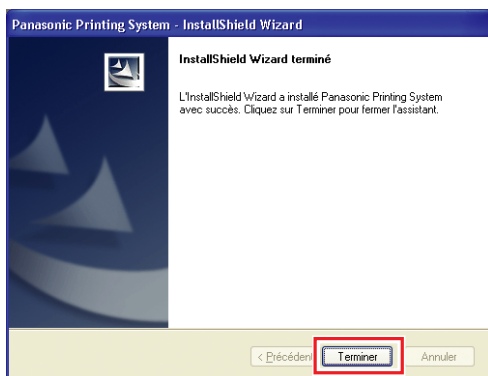 Panasonic Printing System - InstallShield Wizard
InstallShield Wizard terminé
L'InstallShield Wizard a installé Panasonic Printing System
avec succès. Cliquez sur Terminer pour fermer l'assistant.
< Précédent Terminer Annuler